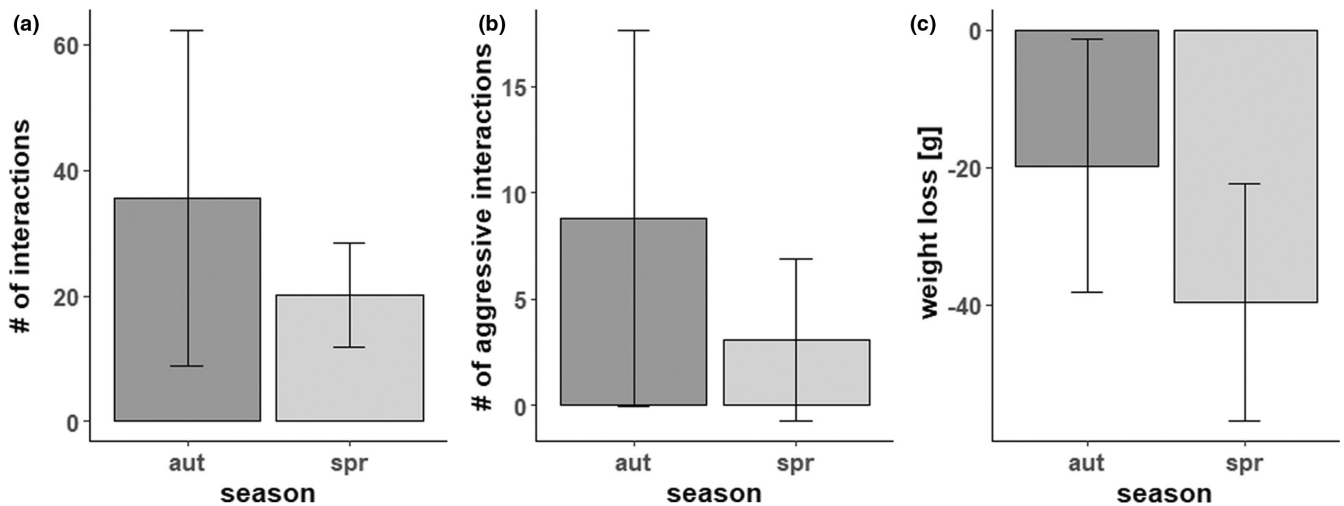 (a)
# of interactions
60
40
20
0
aut spr
season
(b)
# of aggressive interactions
15
10
5
0
aut spr
season
(c)
weight loss [g]
0
-20
-40
aut spr
season